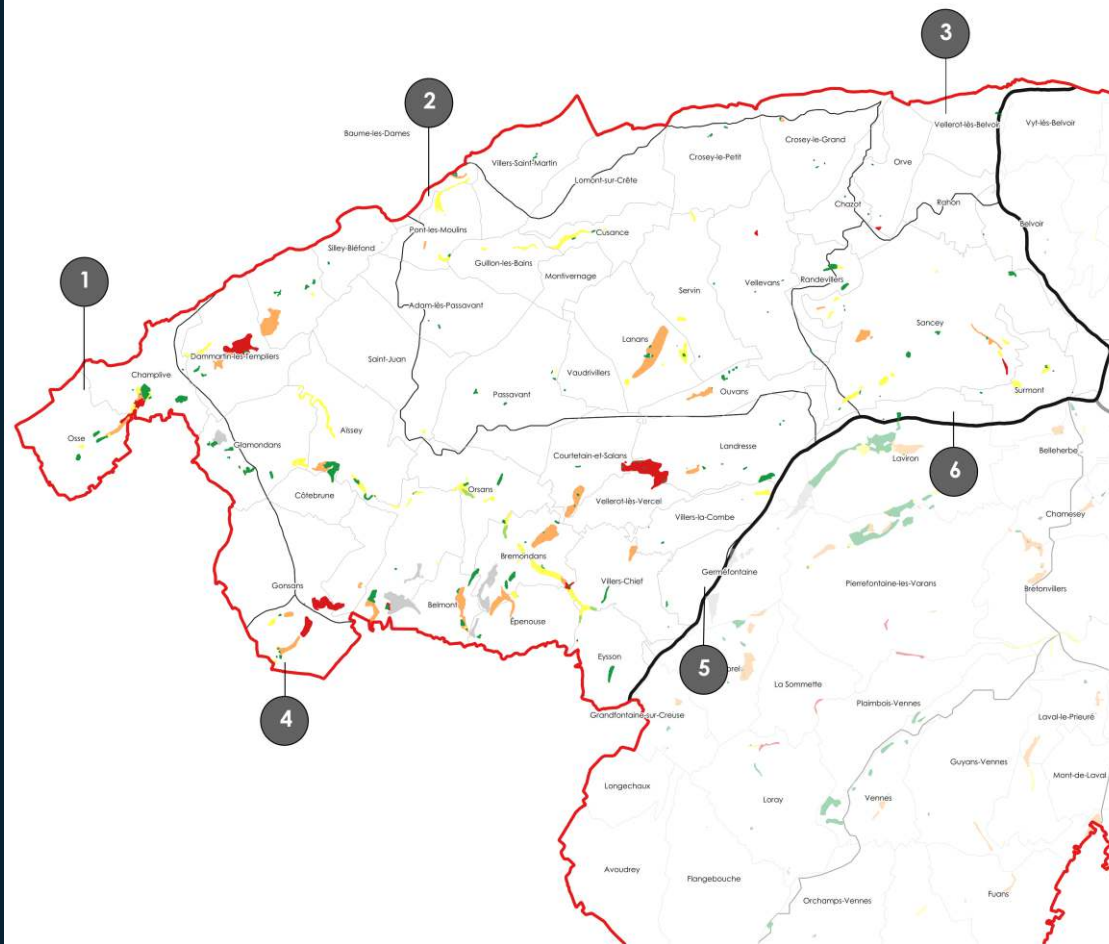 3
2
Baume-les-Dames
Vellerot-lès-Belvoir
Vyt-lès-Belvoir
Crosey-le-Grand
Villers-Saint-Martin
Crosey-le-Petit
Orve
Lomont-sur-Crête
Chazot
Rahon
Belvoir
Pont-les-Moulins
Cusance
Silley-Bléfond
Guillon-les-Bains
Montivernage
1
Servin
Vellevans
Randevillers
Adam-lès-Passavant
Sancey
Lanans
Dammartin-les-Templiers
Saint-Juan
Champlive
Vaudrivillers
Passavant
Ouvans
Surmont
Aïssey
Osse
Glamondans
Landresse
Courtetain-et-Salans
Laviron
Belleherbe
6
Orsans
Côtebrune
Vellerot-lès-Vercel
Villers-la-Combe
Chamesey
Bremondans
Germéfontaine
Villers-Chief
Pierrefontaine-les-Varans
Bretonvillers
Gonsans
Belmont
Épenouse
Eysson
5
La Sommette
4
Plaimbois-Vennes
Grandfontaine-sur-Creuse
Laval-le-Prieuré
Guyans-Vennes
Mont-de-Laval
Longechaux
Loray
Vennes
Avoudrey
Flangebouche
Fuans
Orchamps-Vennes